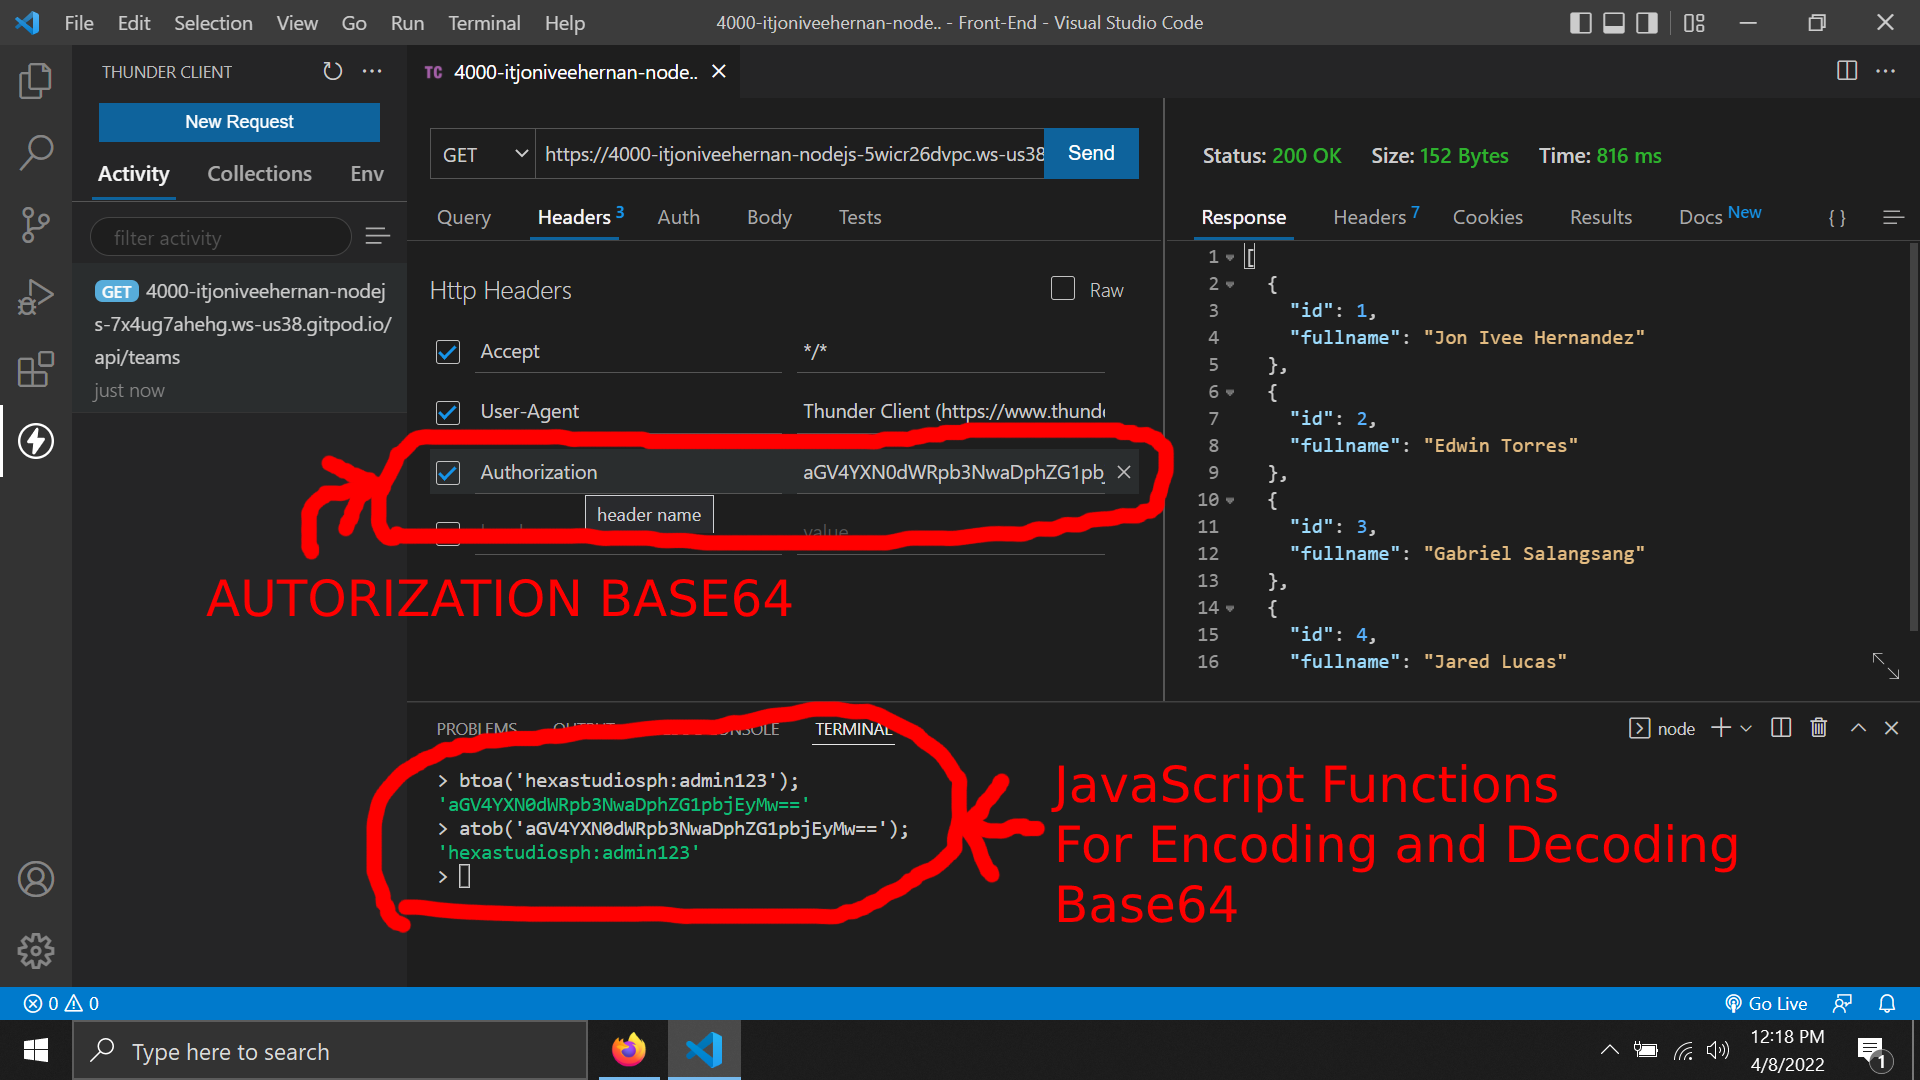 File Edit Selection View Go Run Terminal Help
4000-itjoniveehernan-node.. - Front-End - Visual Studio Code
THUNDER CLIENT
New Request
Activity Collections Env
filter activity
GET 4000-itjoniveehernan-nodej
s-7x4ug7ahehg.ws-us38.gitpod.io/
api/teams
just now
TC 4000-itjoniveehernan-node..
GET https://4000-itjoniveehernan-nodejs-5wicr26dvpc.ws-us38 Send
Query Headers 3 Auth Body Tests
Http Headers Raw
Accept */*
User-Agent Thunder Client (https://www.thunde
Authorization aGV4YXN0dWRpb3NwaDphZG1pbj
header name
value
AUTORIZATION BASE64
Status: 200 OK Size: 152 Bytes Time: 816 ms
Response Headers 7 Cookies Results Docs New { }
1 [
2 {
3 "id": 1,
4 "fullname": "Jon Ivee Hernandez"
5 },
6 {
7 "id": 2,
8 "fullname": "Edwin Torres"
9 },
10 {
11 "id": 3,
12 "fullname": "Gabriel Salangsang"
13 },
14 {
15 "id": 4,
16 "fullname": "Jared Lucas"
PROBLEMS OUTPUT CONSOLE TERMINAL
node
> btoa('hexastudiosph:admin123');
'aGV4YXN0dWRpb3NwaDphZG1pbjEyMw=='
> atob('aGV4YXN0dWRpb3NwaDphZG1pbjEyMw==');
'hexastudiosph:admin123'
>
JavaScript Functions
For Encoding and Decoding
Base64
0 0
Go Live
Type here to search
12:18 PM
4/8/2022
1